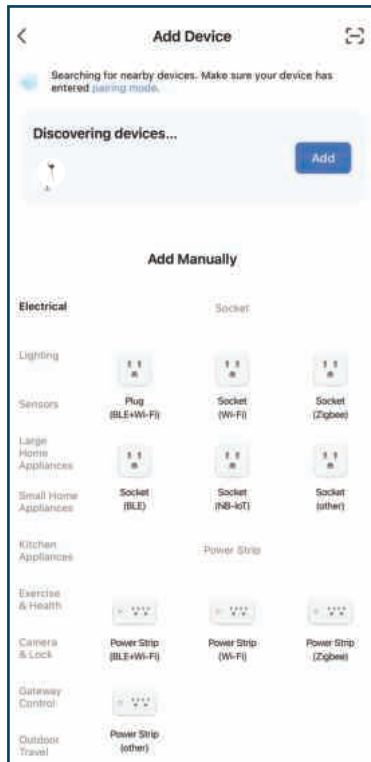 Add Device
Searching for nearby devices. Make sure your device has
entered pairing mode.
Discovering devices...
Add
Add Manually
Electrical
Socket
Lighting
Sensors
Plug
(BLE+Wi-Fi)
Socket
(Wi-Fi)
Socket
(Zigbee)
Large
Home
Appliances
Small Home
Appliances
Socket
(BLE)
Socket
(NB-IoT)
Socket
(other)
Kitchen
Appliances
Power Strip
Exercise
& Health
Camera
& Lock
Power Strip
(BLE+Wi-Fi)
Power Strip
(Wi-Fi)
Power Strip
(Zigbee)
Gateway
Control
Outdoor
Travel
Power Strip
(other)